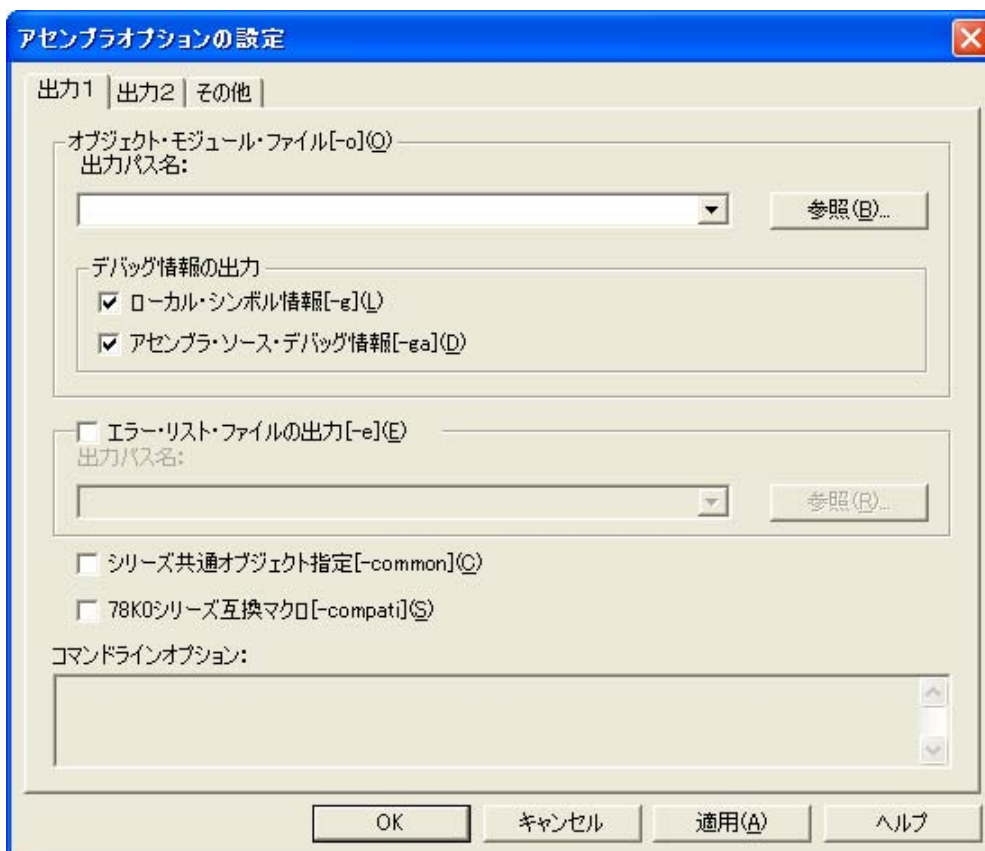 アセンブラオプションの設定
出力1 出力2 その他
オブジェクト・モジュール・ファイル[-o](O)
出力パス名:
参照(B)...
デバッグ情報の出力
ローカル・シンボル情報[-g](L)
アセンブラ・ソース・デバッグ情報[-ga](D)
エラー・リスト・ファイルの出力[-e](E)
出力パス名:
参照(R)...
シリーズ共通オブジェクト指定[-common](C)
78K0シリーズ互換マクロ[-compati](S)
コマンドラインオプション:
OK キャンセル 適用(A) ヘルプ